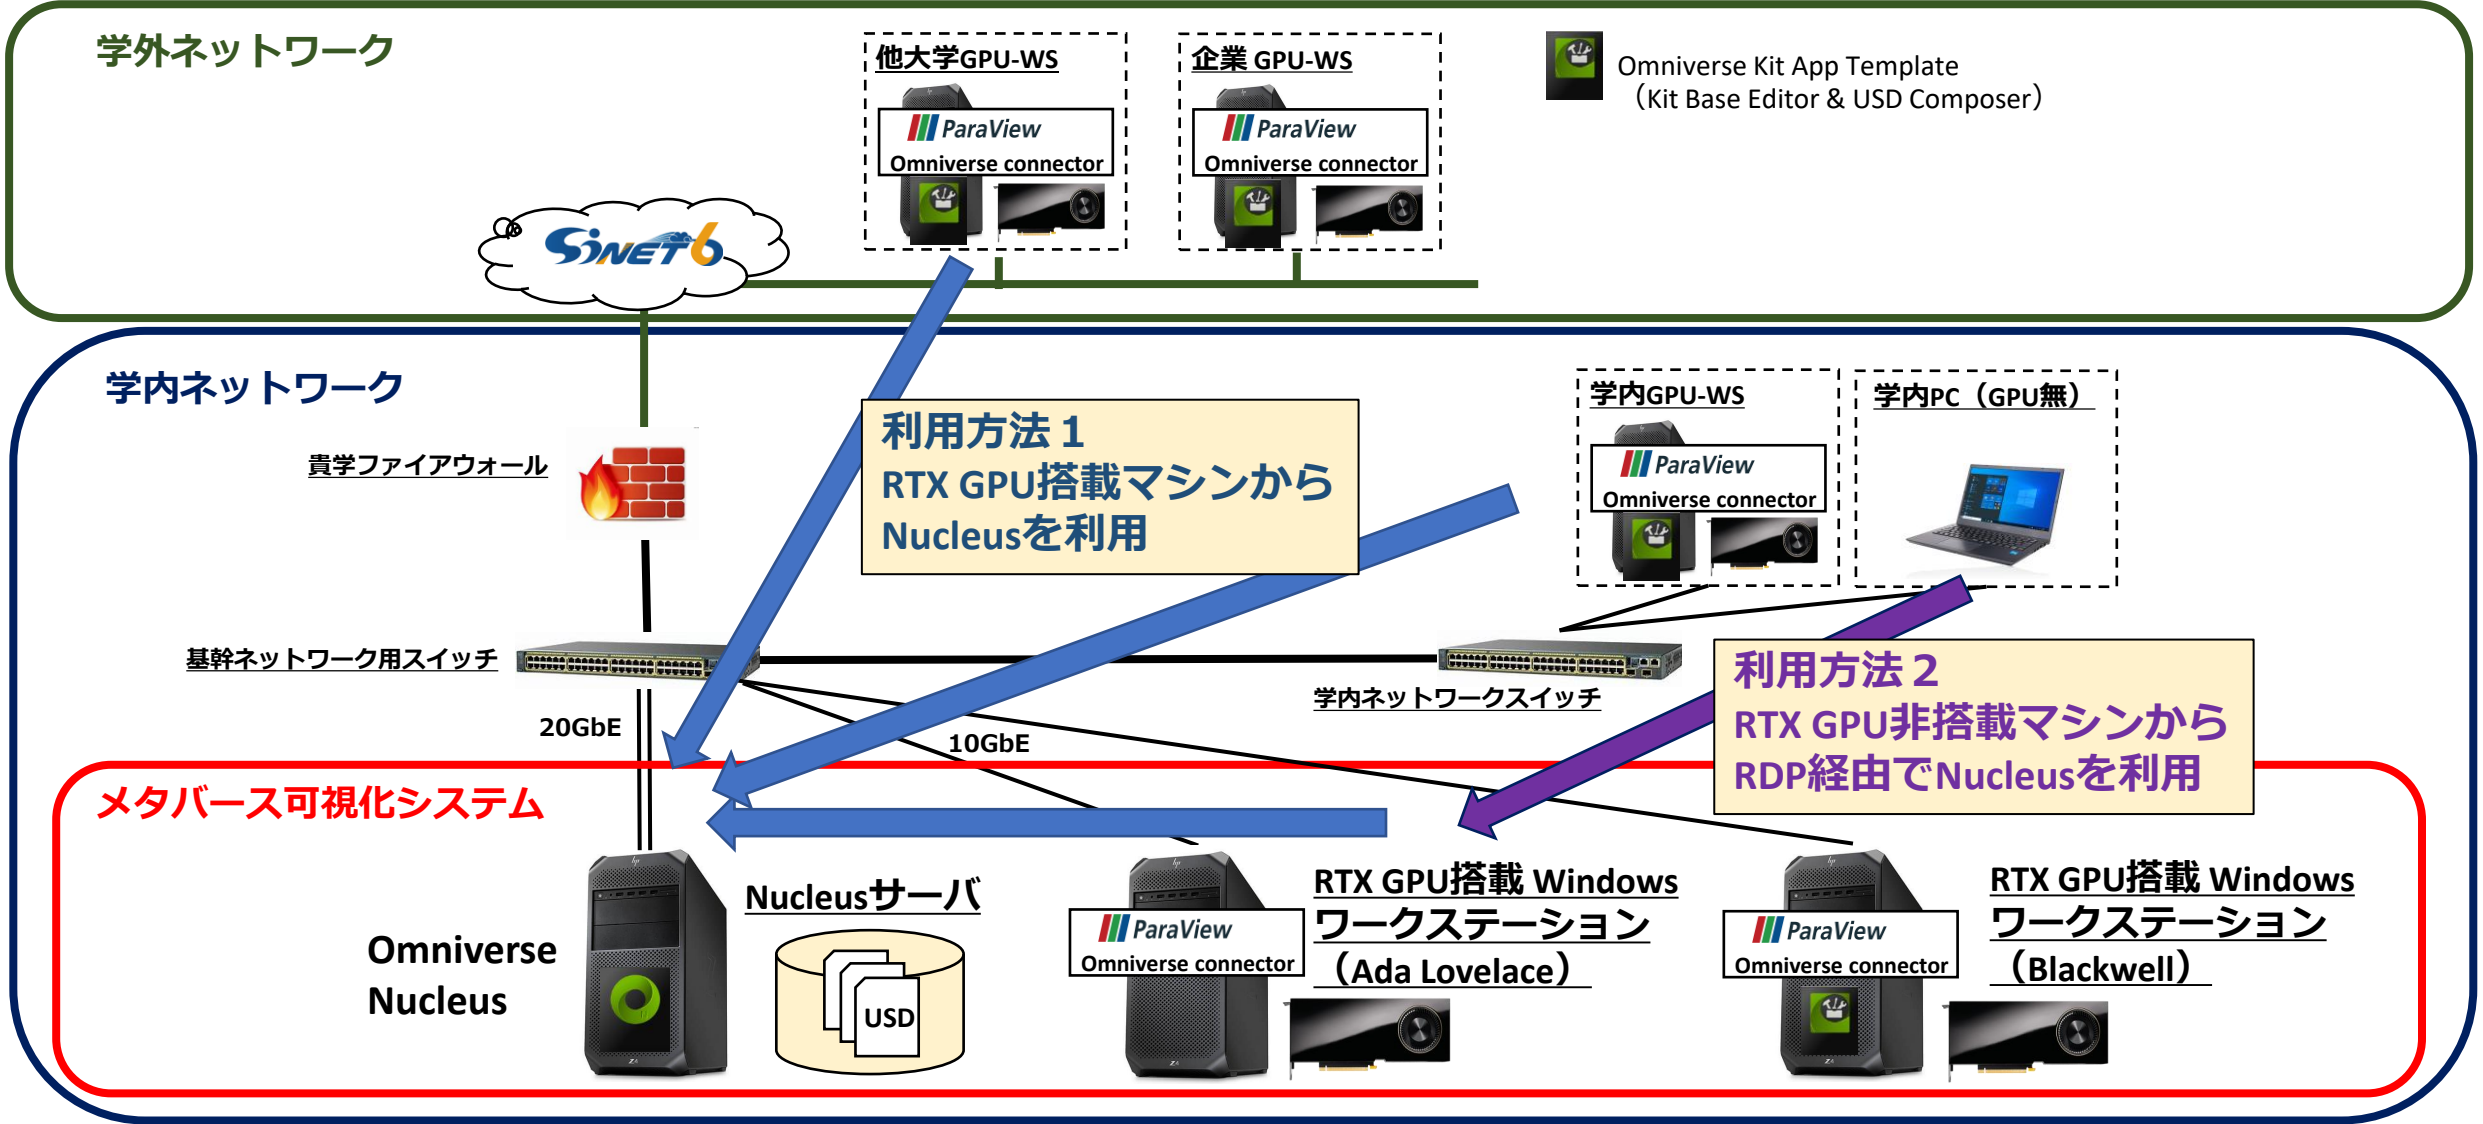 学外ネットワーク
他大学GPU-WS
ParaView
Omniverse connector
企業 GPU-WS
ParaView
Omniverse connector
Omniverse Kit App Template
（Kit Base Editor & USD Composer）
SINET6
学内ネットワーク
貴学ファイアウォール
利用方法１
RTX GPU搭載マシンから
Nucleusを利用
学内GPU-WS
ParaView
Omniverse connector
学内PC（GPU無）
基幹ネットワーク用スイッチ
学内ネットワークスイッチ
20GbE
10GbE
利用方法２
RTX GPU非搭載マシンから
RDP経由でNucleusを利用
メタバース可視化システム
Omniverse
Nucleus
Nucleusサーバ
USD
ParaView
Omniverse connector
RTX GPU搭載 Windows
ワークステーション
（Ada Lovelace）
ParaView
Omniverse connector
RTX GPU搭載 Windows
ワークステーション
（Blackwell）